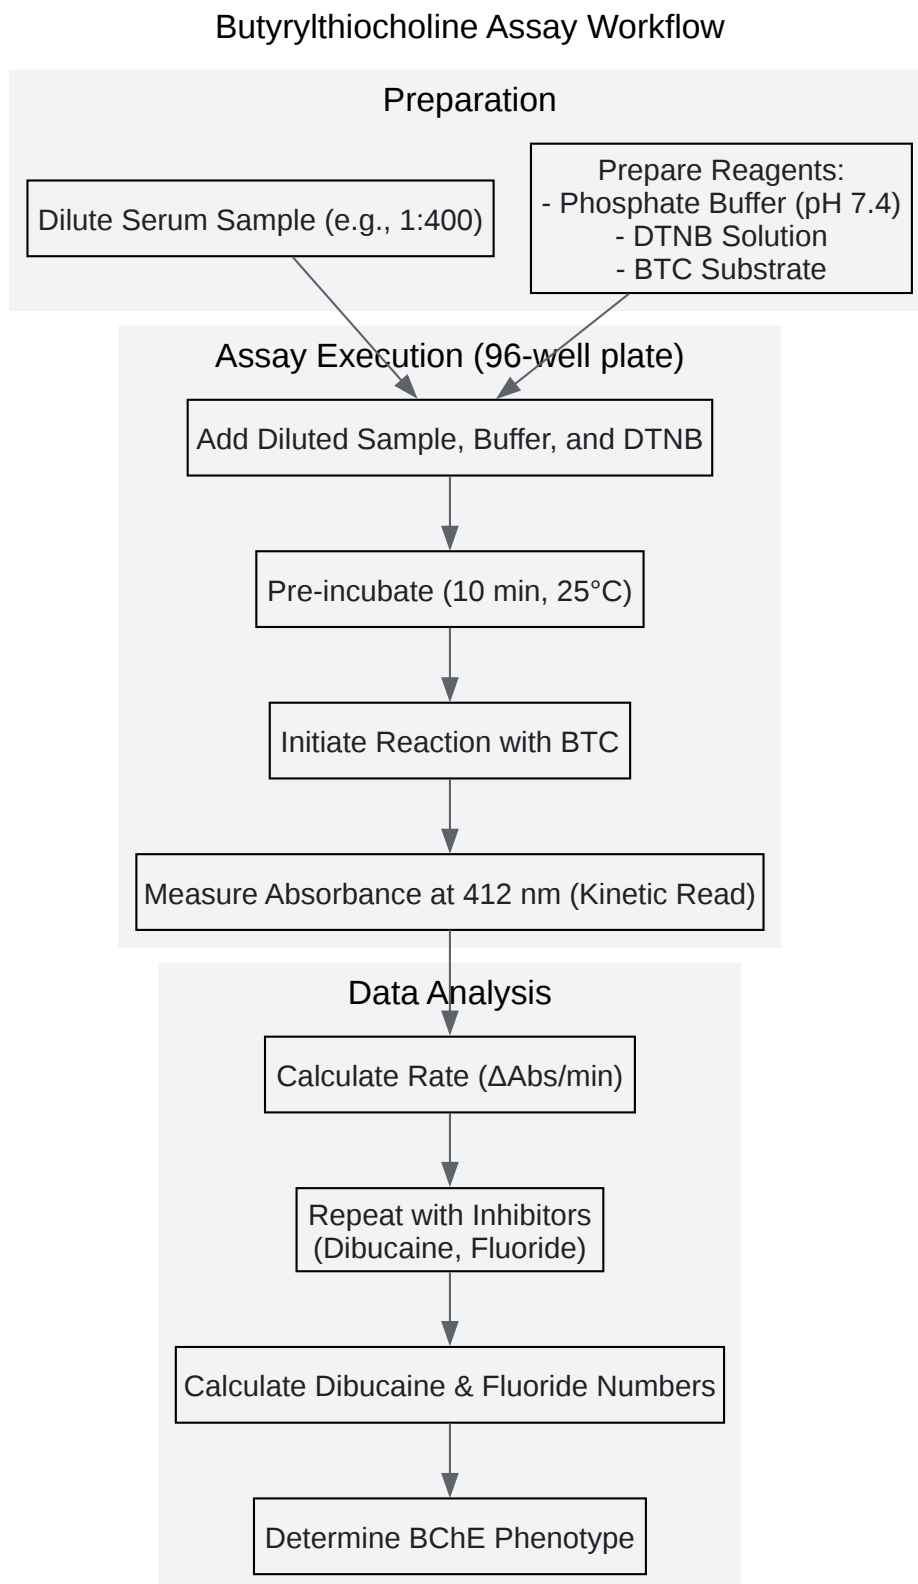 Butyrylthiocholine Assay Workflow
Preparation
Dilute Serum Sample (e.g., 1:400)
Prepare Reagents:
- Phosphate Buffer (pH 7.4)
- DTNB Solution
- BTC Substrate
Assay Execution (96-well plate)
Add Diluted Sample, Buffer, and DTNB
Pre-incubate (10 min, 25°C)
Initiate Reaction with BTC
Measure Absorbance at 412 nm (Kinetic Read)
Data Analysis
Calculate Rate (ΔAbs/min)
Repeat with Inhibitors
(Dibucaine, Fluoride)
Calculate Dibucaine & Fluoride Numbers
Determine BChE Phenotype